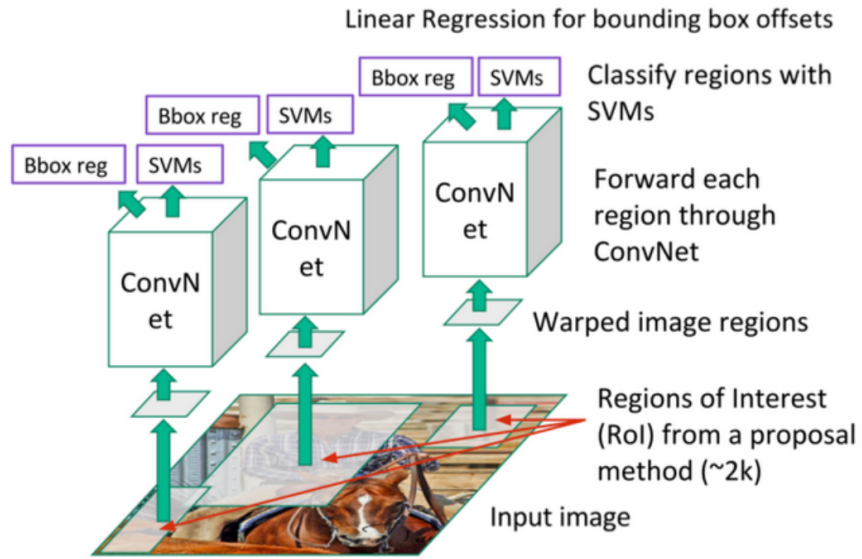 Linear Regression for bounding box offsets
Bbox reg
SVMs
Classify regions with
SVMs
Bbox reg
SVMs
Bbox reg
SVMs
ConvN
et
Forward each
region through
ConvNet
ConvN
et
ConvN
et
Warped image regions
Regions of Interest
(RoI) from a proposal
method (~2k)
Input image